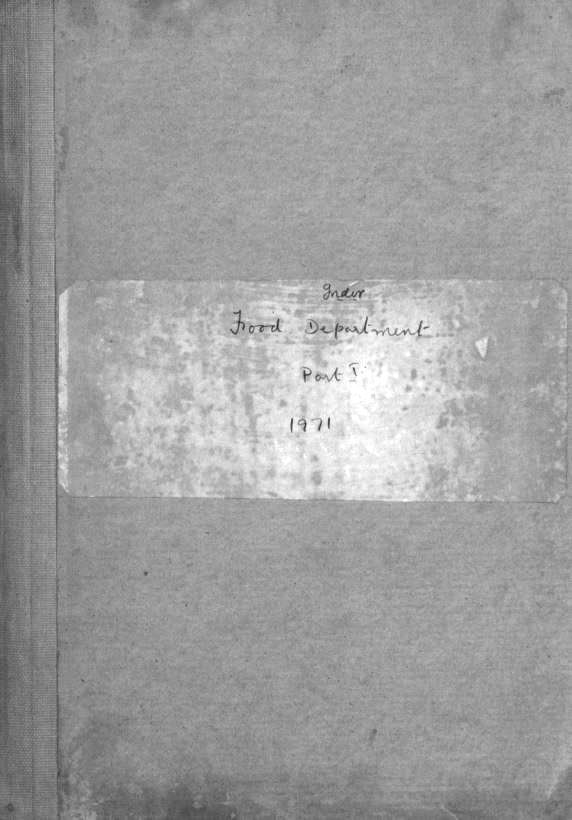 Index
Food Department
Part I
1971